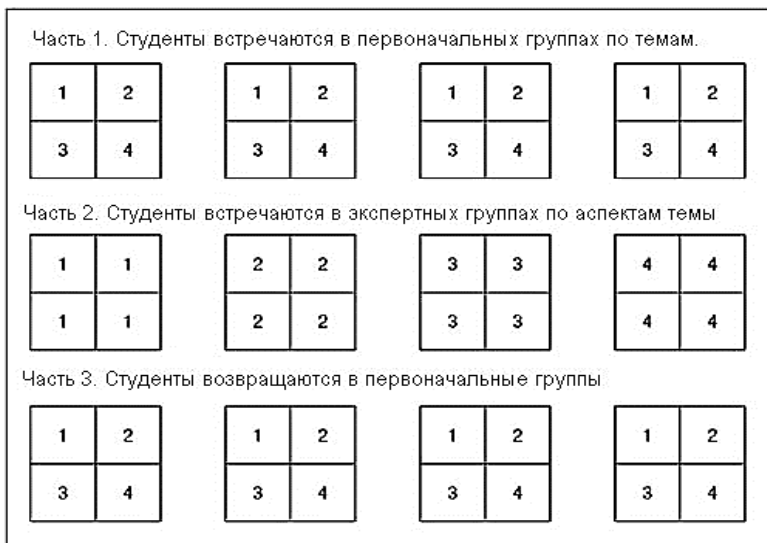 Часть 1. Студенты встречаются в первоначальных группах по темам.
1 2 1 2 1 2 1 2
3 4 3 4 3 4 3 4
Часть 2. Студенты встречаются в экспертных группах по аспектам темы
1 1 2 2 3 3 4 4
1 1 2 2 3 3 4 4
Часть 3. Студенты возвращаются в первоначальные группы
1 2 1 2 1 2 1 2
3 4 3 4 3 4 3 4